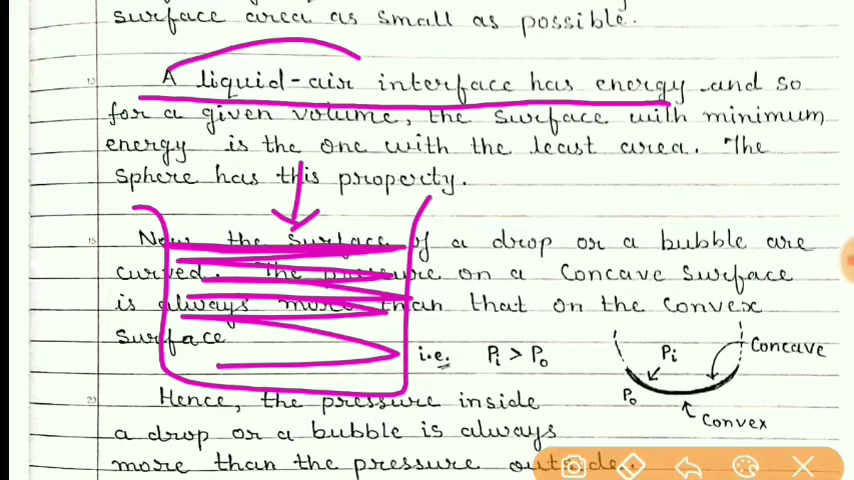 surface area as small as possible.
A liquid-air interface has energy and so
for a given volume, the surface with minimum
energy is the one with the least area. The
Sphere has this property.
Now the surface of a drop or a bubble are
curved. The pressure on a Concave Surface
is always more than that on the Convex
Surface i.e. Pi > Po
Concave
Pi
Po
Convex
Hence, the pressure inside
a drop or a bubble is always
more than the pressure outside.